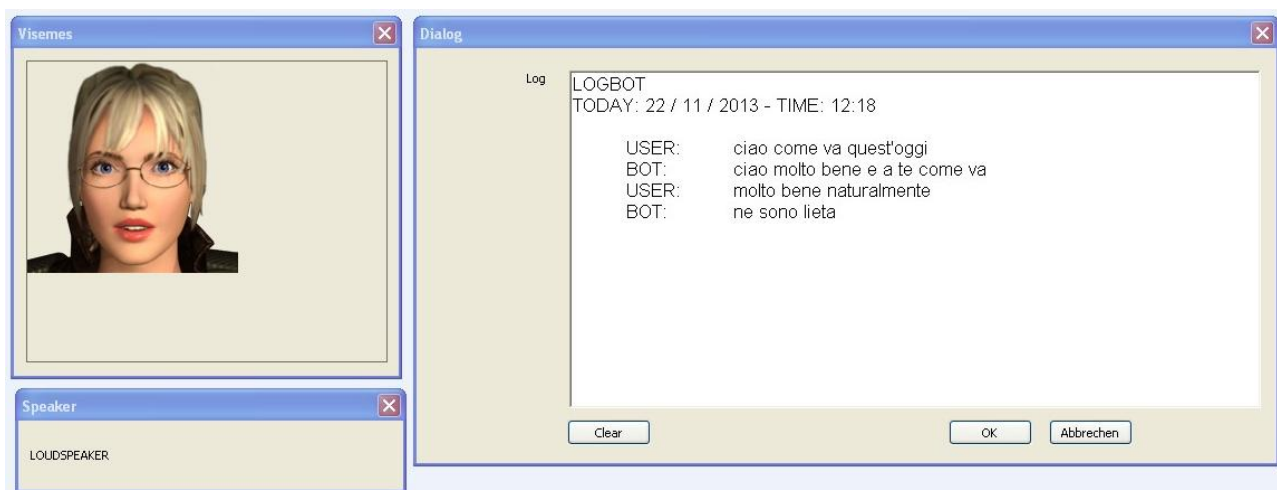 Visemes
Dialog
Log
LOGBOT
TODAY: 22 / 11 / 2013 - TIME: 12:18
USER: ciao come va quest'oggi
BOT: ciao molto bene e a te come va
USER: molto bene naturalmente
BOT: ne sono lieta
Clear
OK
Abbrechen
Speaker
LOUDSPEAKER